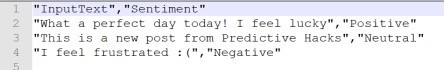 1 "InputText","Sentiment"
2 "What a perfect day today! I feel lucky","Positive"
3 "This is a new post from Predictive Hacks","Neutral"
4 "I feel frustrated :(","Negative"
5